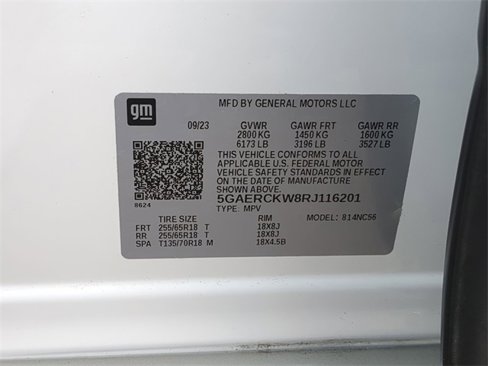 gm
MFD BY GENERAL MOTORS LLC
09/23 GVWR GAWR FRT GAWR RR
2800 KG 1450 KG 1600 KG
6173 LB 3196 LB 3527 LB
THIS VEHICLE CONFORMS TO ALL
APPLICABLE U.S. FEDERAL MOTOR
VEHICLE SAFETY STANDARDS IN EFFECT
ON THE DATE OF MANUFACTURE
SHOWN ABOVE.
8624 5GAERCKW8RJ116201
TYPE: MPV
TIRE SIZE RIM MODEL: 814NC56
FRT 255/65R18 T 18X8J
RR 255/65R18 T 18X8J
SPA T135/70R18 M 18X4.5B